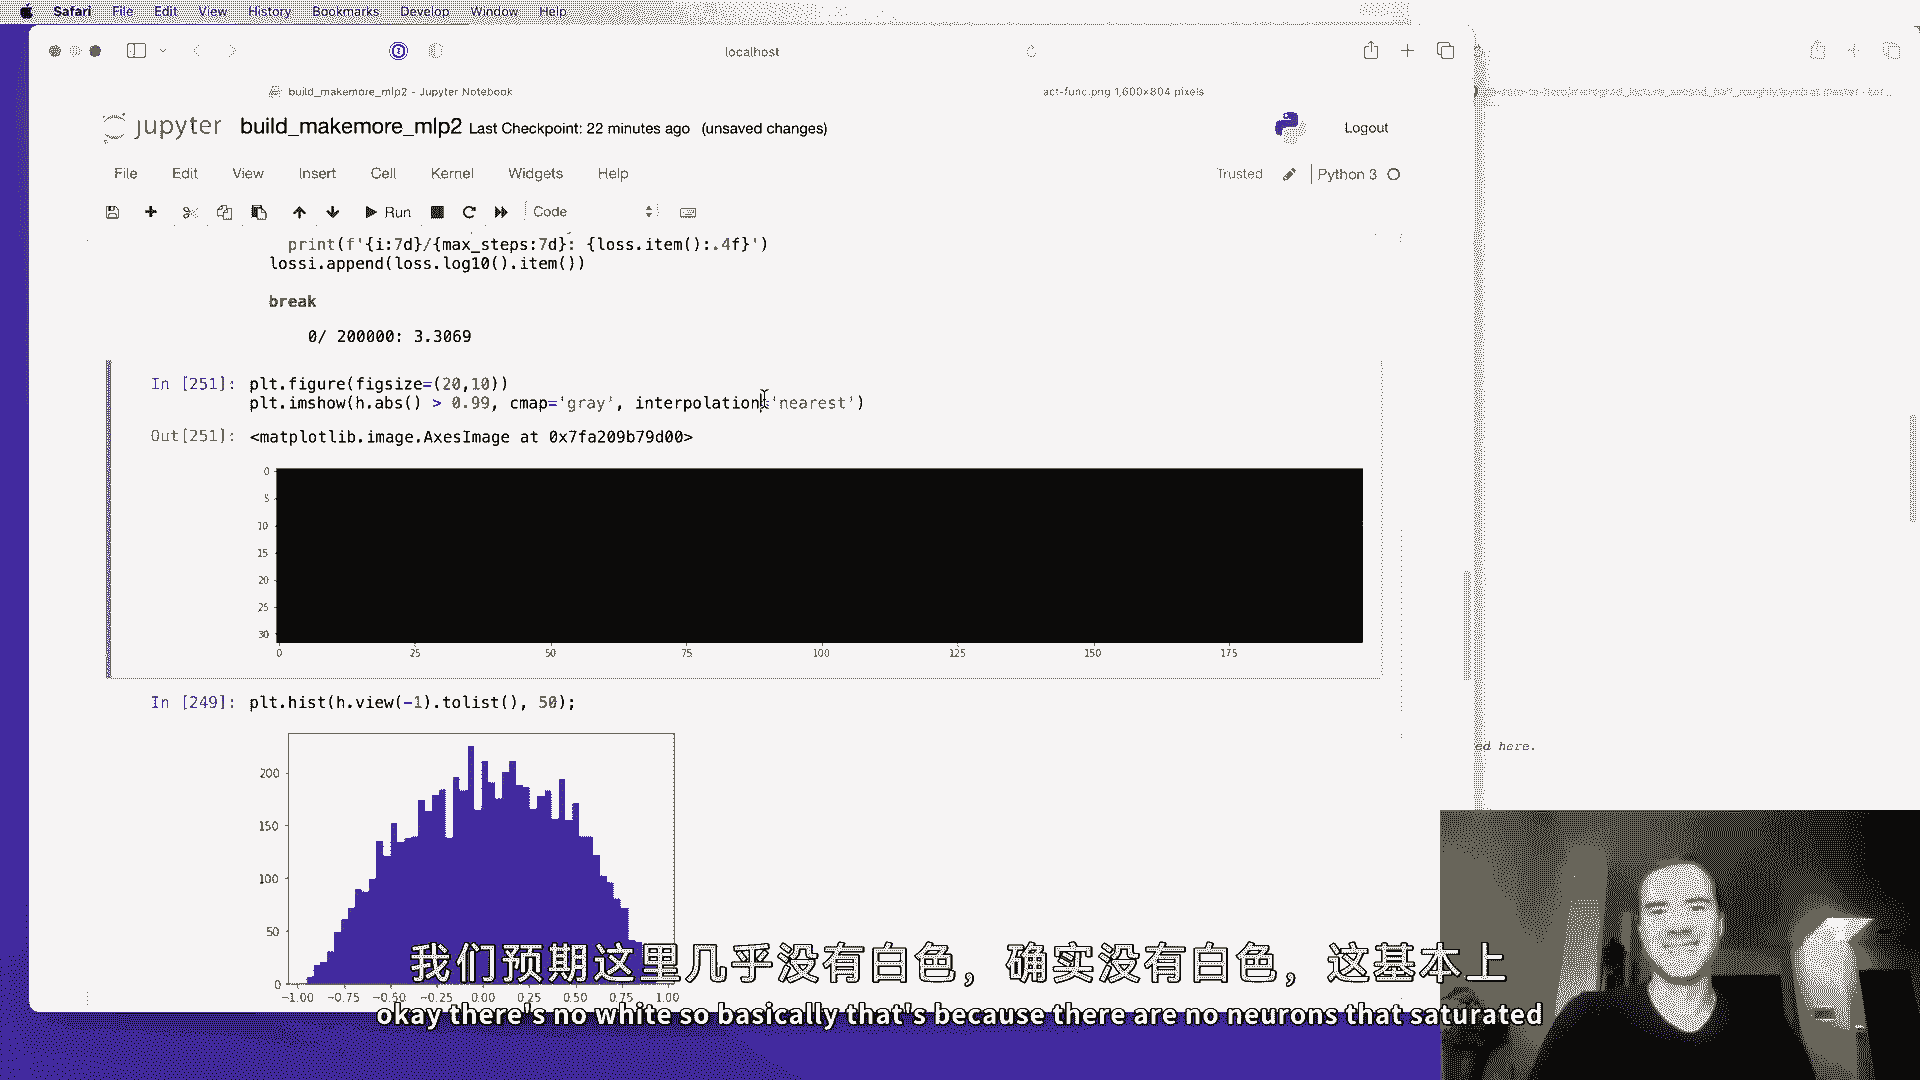 Safari File Edit View History Bookmarks Develop Window Help
localhost
build_makemore_mlp2 - Jupyter Notebook
act-func.png 1,600×804 pixels
jupyter build_makemore_mlp2 Last Checkpoint: 22 minutes ago (unsaved changes)
Logout
File Edit View Insert Cell Kernel Widgets Help
Trusted Python 3
Run Code
print(f'{i:7d}/{max_steps:7d}: {loss.item():.4f}')
lossi.append(loss.log10().item())
break
0/ 200000: 3.3069
In [251]: plt.figure(figsize=(20,10))
plt.imshow(h.abs() > 0.99, cmap='gray', interpolation='nearest')
Out[251]: <matplotlib.image.AxesImage at 0x7fa209b79d00>
0
5
10
15
20
25
30
0 25 50 75 100 125 150 175
In [249]: plt.hist(h.view(-1).tolist(), 50);
200
150
100
50
0
−1.00 −0.75 −0.50 −0.25 0.00 0.25 0.50 0.75 1.00
ed here.
我们预期这里几乎没有白色，确实没有白色，这基本上
okay there's no white so basically that's because there are no neurons that saturated